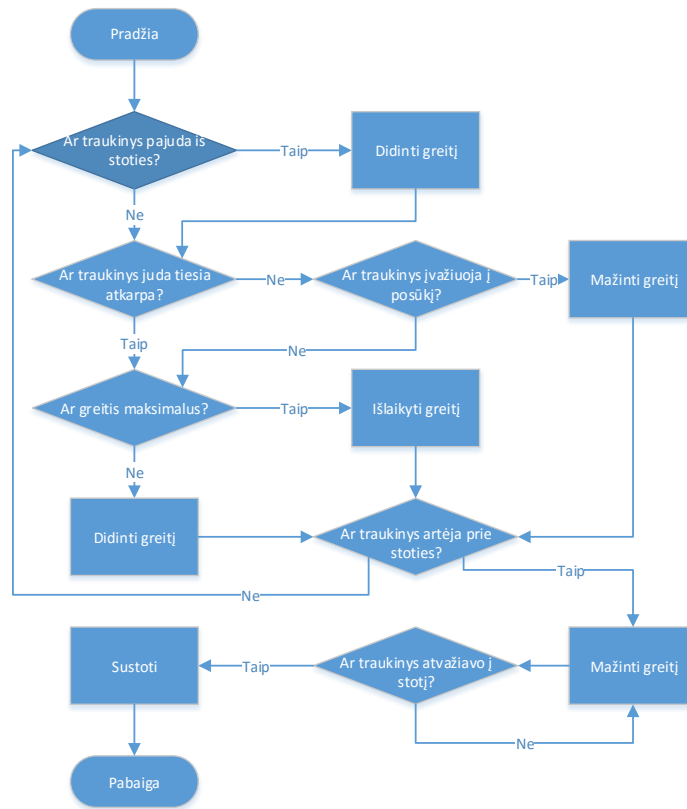 Pradžia
Ar traukinys pajuda is
stoties?
Taip
Didinti greitį
Ne
Ar traukinys juda tiesia
atkarpa?
Ne
Ar traukinys įvažiuoja į
posūkį?
Taip
Mažinti greitį
Taip
Ne
Ar greitis maksimalus?
Taip
Išlaikyti greitį
Ne
Didinti greitį
Ar traukinys artėja prie
stoties?
Taip
Ne
Sustoti
Taip
Ar traukinys atvažiavo į
stotį?
Mažinti greitį
Ne
Pabaiga